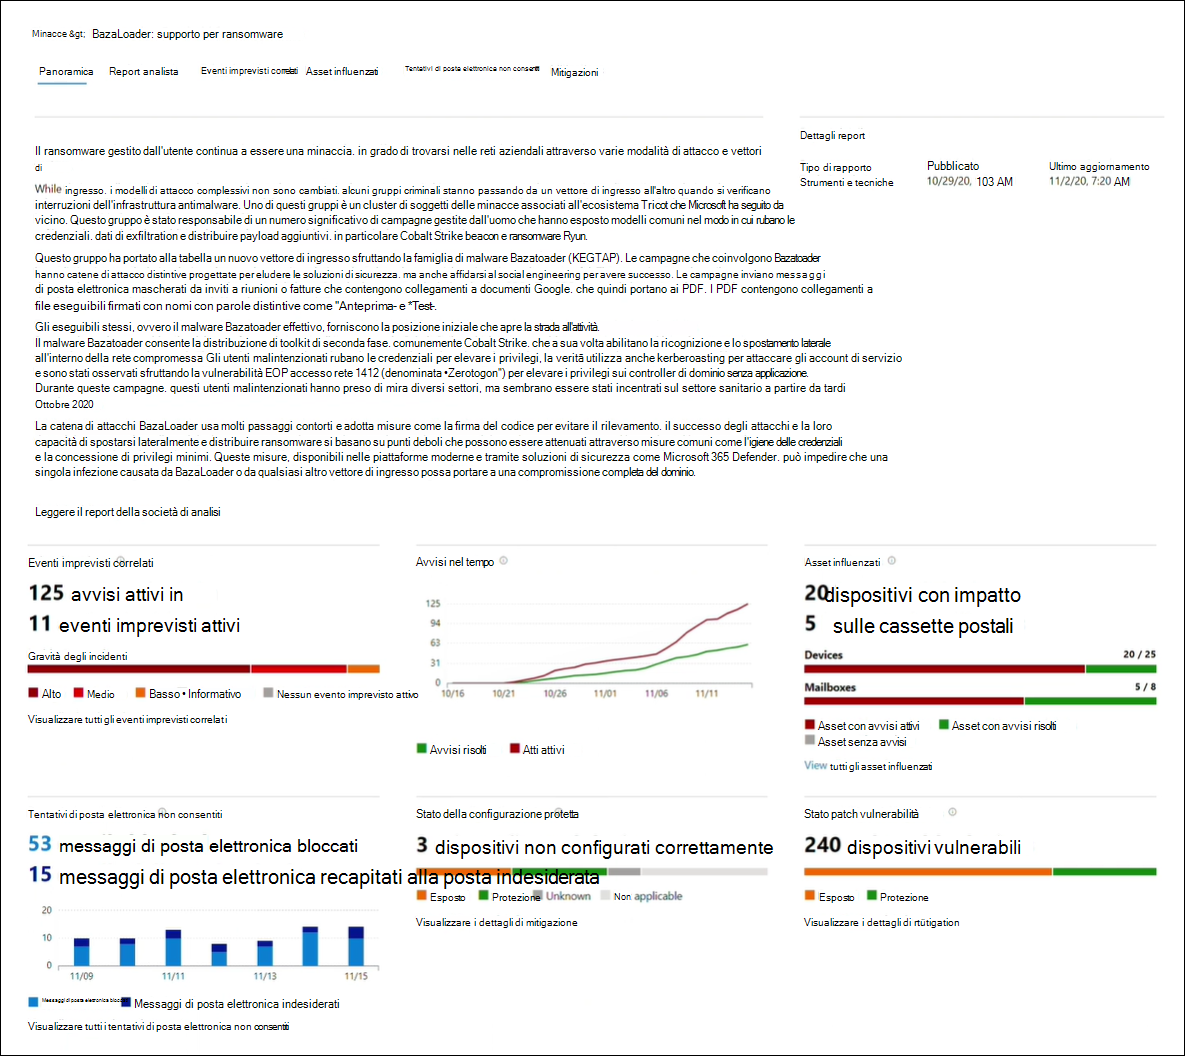 Minacce &gt; BazaLoader: supporto per ransomware
Panoramica Report analista Eventi imprevisti correlati Asset influenzati Tentativi di posta elettronica non consentiti Mitigazioni
Dettagli report
Il ransomware gestito dall'utente continua a essere una minaccia. in grado di trovarsi nelle reti aziendali attraverso varie modalità di attacco e vettori
di
Tipo di rapporto Pubblicato Ultimo aggiornamento
Strumenti e tecniche 10/29/20, 103 AM 11/2/20, 7:20 AM
While ingresso. i modelli di attacco complessivi non sono cambiati. alcuni gruppi criminali stanno passando da un vettore di ingresso all'altro quando si verificano
interruzioni dell'infrastruttura antimalware. Uno di questi gruppi è un cluster di soggetti delle minacce associati all'ecosistema Tricot che Microsoft ha seguito da
vicino. Questo gruppo è stato responsabile di un numero significativo di campagne gestite dall'uomo che hanno esposto modelli comuni nel modo in cui rubano le
credenziali. dati di exfiltration e distribuire payload aggiuntivi. in particolare Cobalt Strike beacon e ransomware Ryun.
Questo gruppo ha portato alla tabella un nuovo vettore di ingresso sfruttando la famiglia di malware Bazatoader (KEGTAP). Le campagne che coinvolgono Bazatoader
hanno catene di attacco distintive progettate per eludere le soluzioni di sicurezza. ma anche affidarsi al social engineering per avere successo. Le campagne inviano messaggi
di posta elettronica mascherati da inviti a riunioni o fatture che contengono collegamenti a documenti Google. che quindi portano ai PDF. I PDF contengono collegamenti a
file eseguibili firmati con nomi con parole distintive come "Anteprima- e *Test-.
Gli eseguibili stessi, ovvero il malware Bazatoader effettivo, forniscono la posizione iniziale che apre la strada all'attività.
Il malware Bazatoader consente la distribuzione di toolkit di seconda fase. comunemente Cobalt Strike. che a sua volta abilitano la ricognizione e lo spostamento laterale
all'interno della rete compromessa Gli utenti malintenzionati rubano le credenziali per elevare i privilegi, la verità utilizza anche kerberoasting per attaccare gli account di servizio
e sono stati osservati sfruttando la vulnerabilità EOP accesso rete 1412 (denominata •Zerotogon") per elevare i privilegi sui controller di dominio senza applicazione.
Durante queste campagne. questi utenti malintenzionati hanno preso di mira diversi settori, ma sembrano essere stati incentrati sul settore sanitario a partire da tardi
Ottobre 2020
La catena di attacchi BazaLoader usa molti passaggi contorti e adotta misure come la firma del codice per evitare il rilevamento. il successo degli attacchi e la loro
capacità di spostarsi lateralmente e distribuire ransomware si basano su punti deboli che possono essere attenuati attraverso misure comuni come l'igiene delle credenziali
e la concessione di privilegi minimi. Queste misure, disponibili nelle piattaforme moderne e tramite soluzioni di sicurezza come Microsoft 365 Defender. può impedire che una
singola infezione causata da BazaLoader o da qualsiasi altro vettore di ingresso possa portare a una compromissione completa del dominio.
Leggere il report della società di analisi
Eventi imprevisti correlati
125 avvisi attivi in
11 eventi imprevisti attivi
Gravità degli incidenti
Alto Medio Basso • Informativo Nessun evento imprevisto attivo
Visualizzare tutti gli eventi imprevisti correlati
Avvisi nel tempo
125
94
63
31
0
10/16 10/21 10/26 11/01 11/06 11/11
Avvisi risolti Atti attivi
Asset influenzati
20 dispositivi con impatto
5 sulle cassette postali
Devices 20 / 25
Mailboxes 5 / 8
Asset con avvisi attivi Asset con avvisi risolti
Asset senza avvisi
View tutti gli asset influenzati
Tentativi di posta elettronica non consentiti
53 messaggi di posta elettronica bloccati
15 messaggi di posta elettronica recapitati alla posta indesiderata
20
10
0
11/09 11/11 11/13 11/15
Messaggi di posta elettronica bloccati Messaggi di posta elettronica indesiderati
Visualizzare tutti i tentativi di posta elettronica non consentiti
Stato della configurazione protetta
3 dispositivi non configurati correttamente
Esposto Protezione Unknown Non applicable
Visualizzare i dettagli di mitigazione
Stato patch vulnerabilità
240 dispositivi vulnerabili
Esposto Protezione
Visualizzare i dettagli di rtùtigation